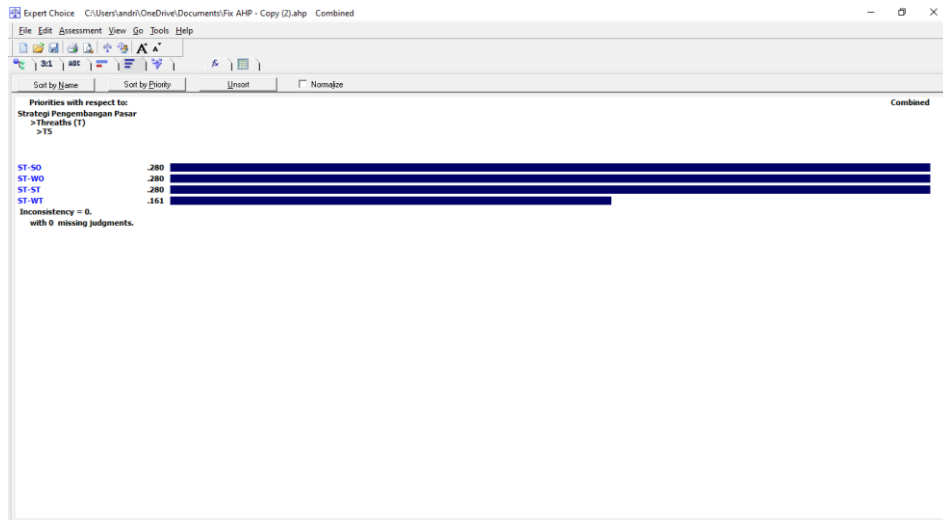 Expert Choice C:\Users\andri\OneDrive\Documents\Fix AHP - Copy (2).ahp Combined
File Edit Assessment View Go Tools Help
A A
3:1 ABC fx
Sort by Name Sort by Priority Unsort Normalize
Priorities with respect to: Combined
Strategi Pengembangan Pasar
>Threaths (T)
>T5
ST-SO .280
ST-WO .280
ST-ST .280
ST-WT .161
Inconsistency = 0.
with 0 missing judgments.